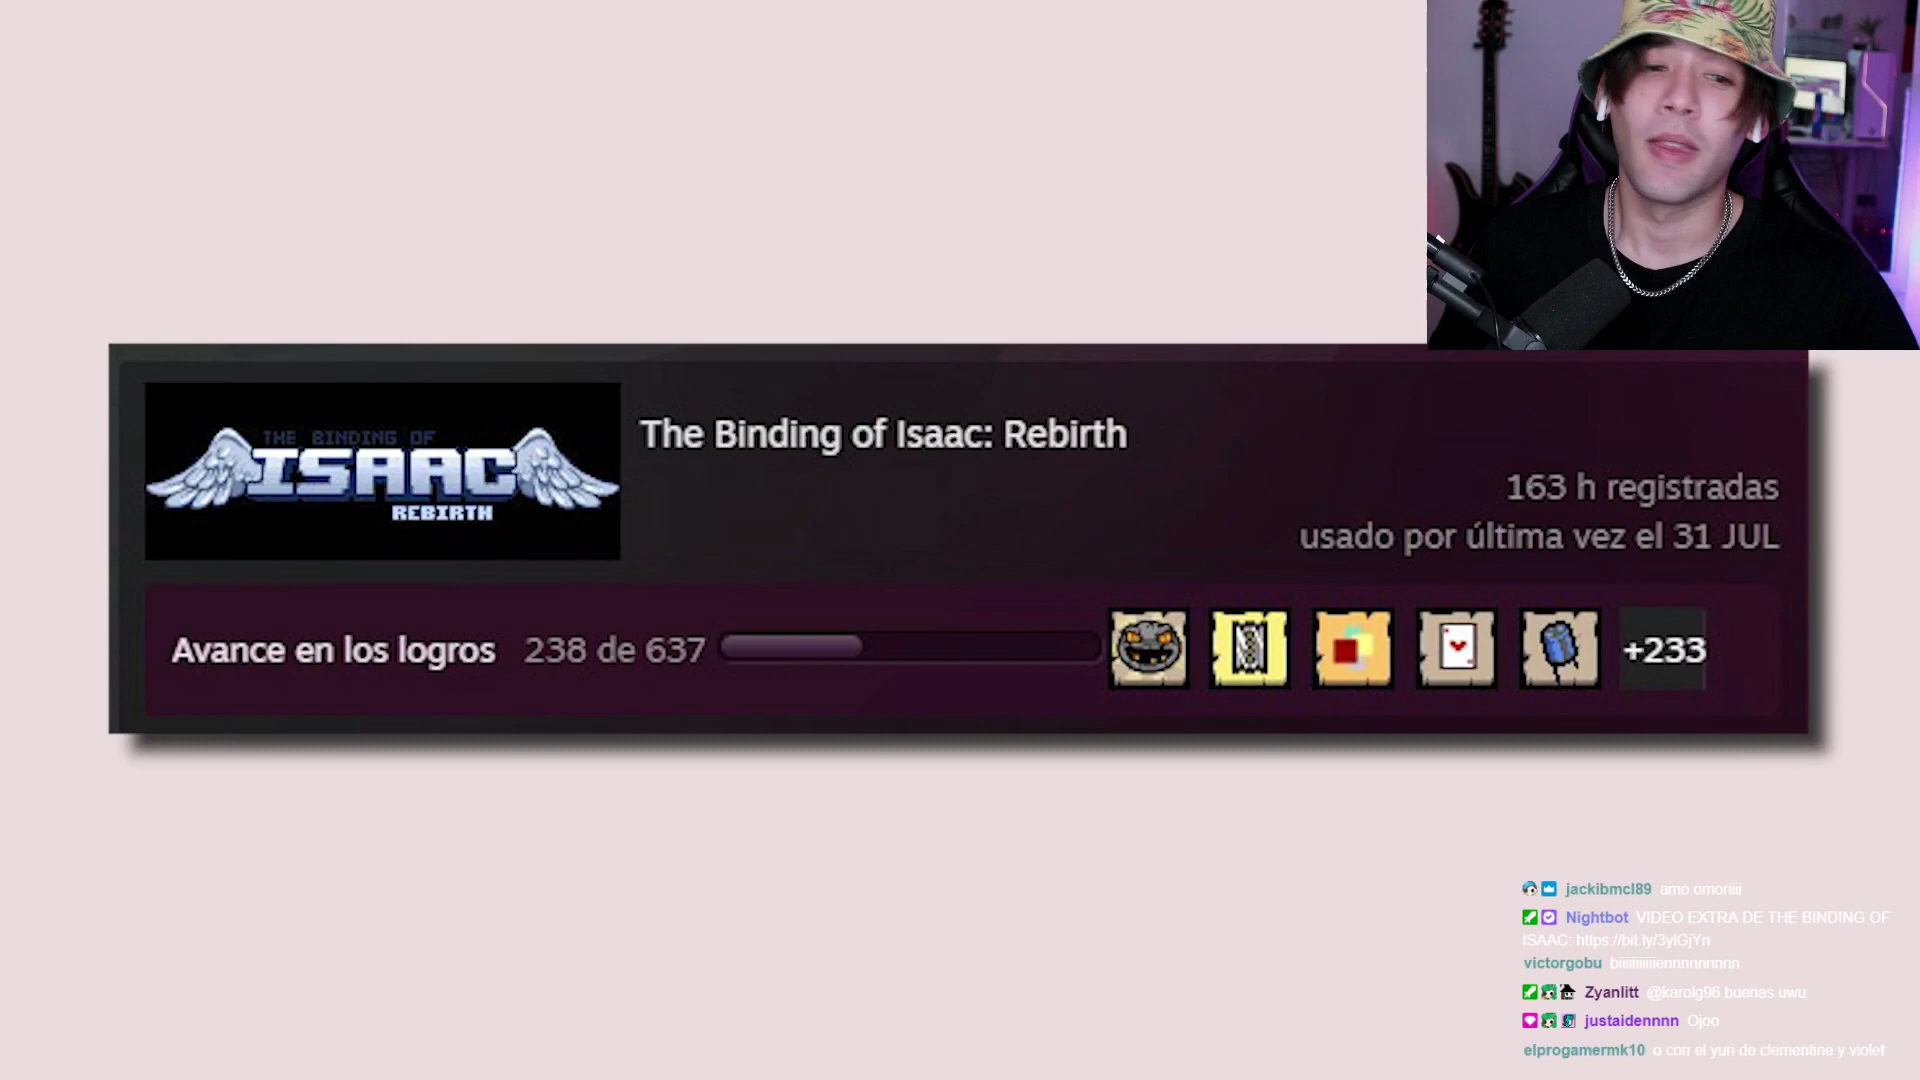 THE BINDING OF
ISAAC
REBIRTH
The Binding of Isaac: Rebirth
163 h registradas
usado por última vez el 31 JUL
Avance en los logros 238 de 637
+233
jackibmcl89 amo omoriiii
Nightbot VIDEO EXTRA DE THE BINDING OF
ISAAC: https://bit.ly/3ylGjYn
victorgobu biiiiiiiiiiiennnnnnnnnn
Zyanlitt @karolg96 buenas uwu
justaidennnn Ojoo
elprogamermk10 o con el yuri de clementine y violet